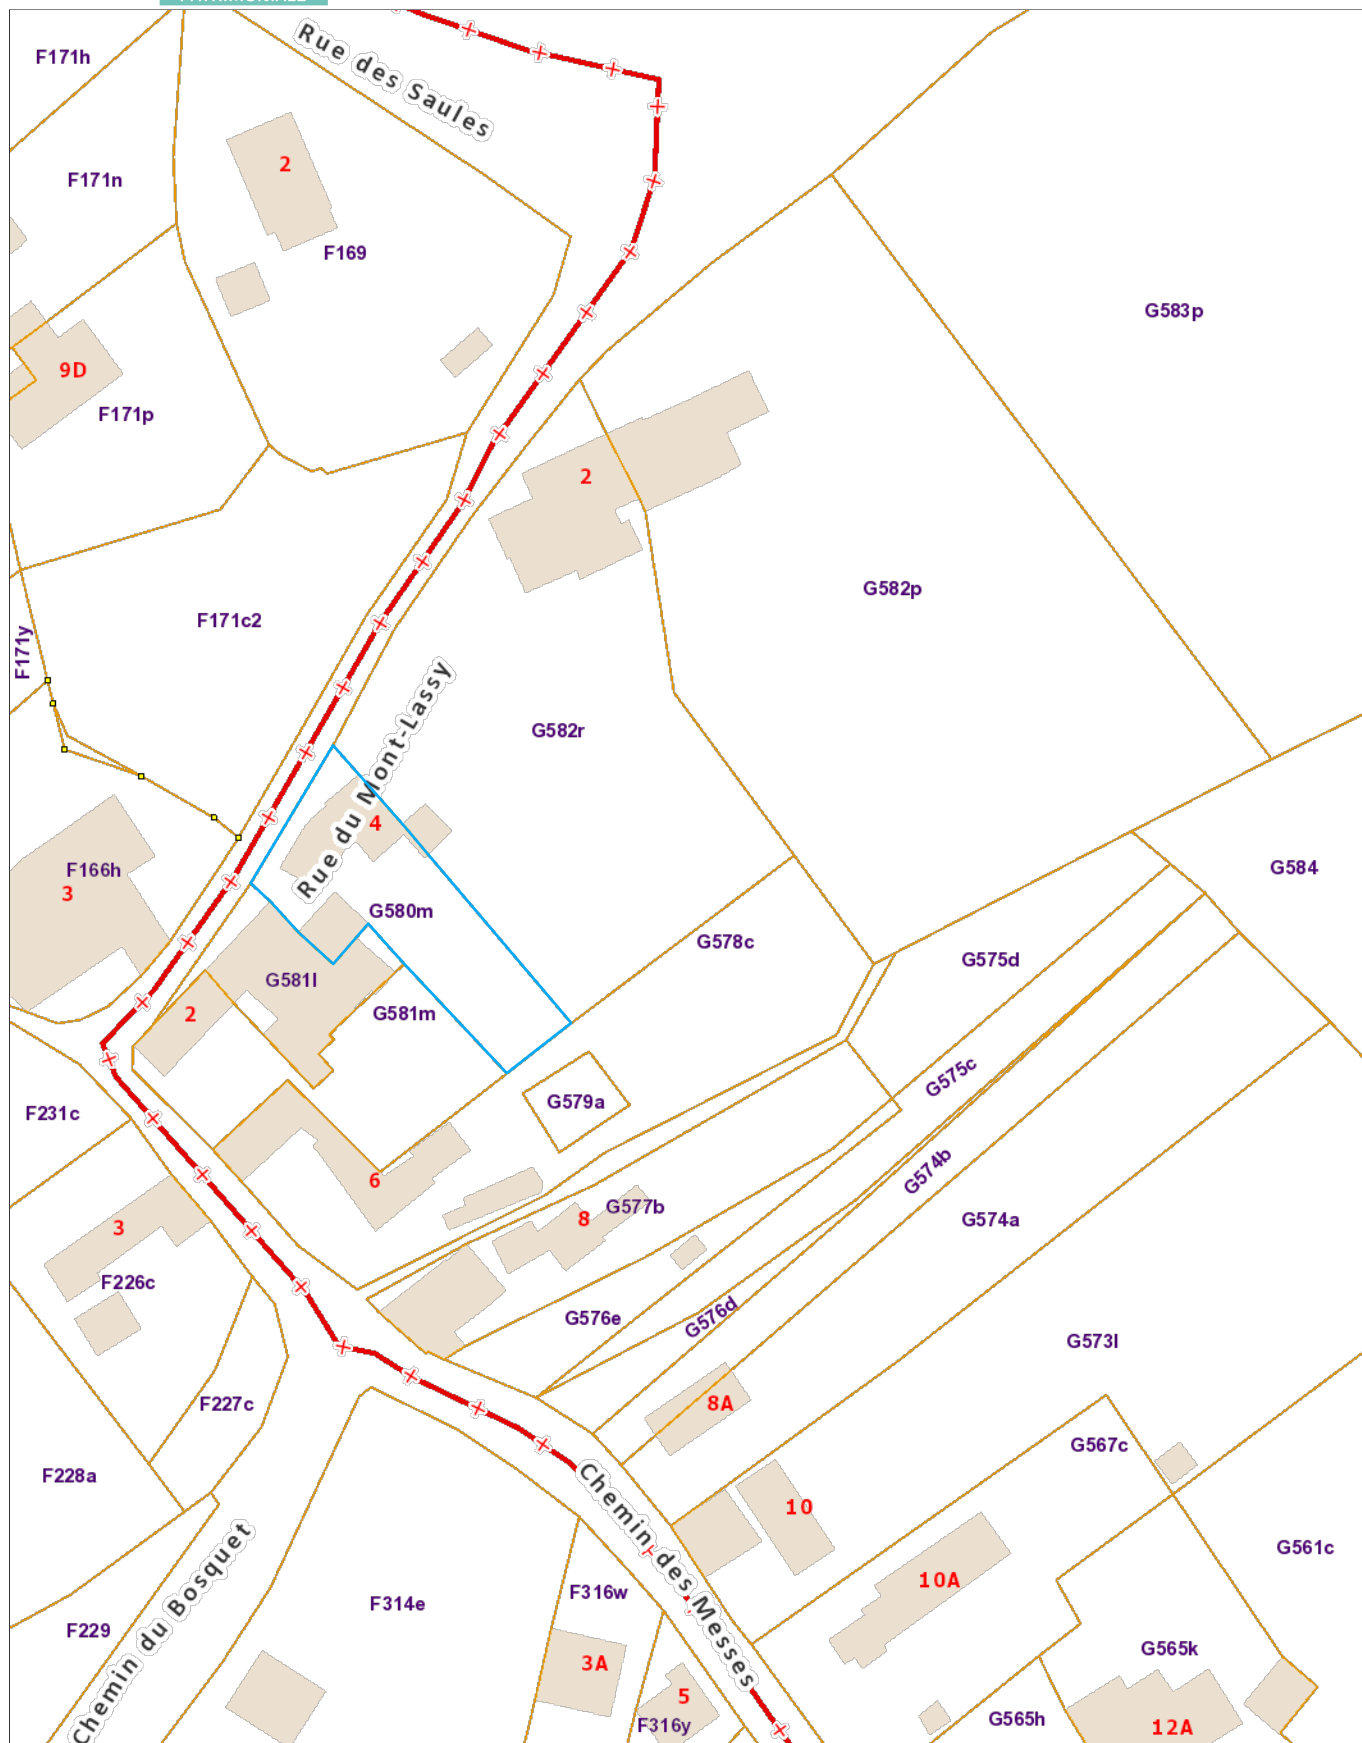 Rue des Saules
F171h
2
F171n
F169
G583p
9D
F171p
2
G582p
F171c2
F171y
Rue du Mont-Lassy
G582r
4
F166h
3
G580m
G584
G578c
G575d
G581l
2
G581m
G575c
G579a
F231c
G574b
6
G577b
8
G574a
3
F226c
G576e
G576d
G573l
8A
F227c
G567c
F228a
10
Chemin des Messes
G561c
10A
F316w
F314e
Chemin du Bosquet
F229
G565k
3A
5
F316y
G565h
12A